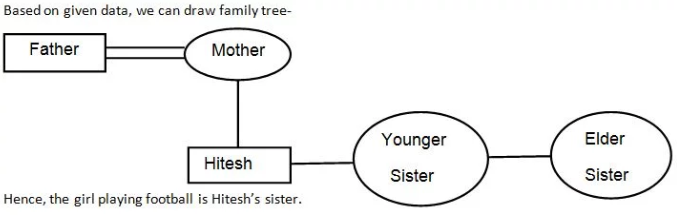 Based on given data, we can draw family tree-
Father
Mother
Hitesh
Younger
Sister
Elder
Sister
Hence, the girl playing football is Hitesh's sister.